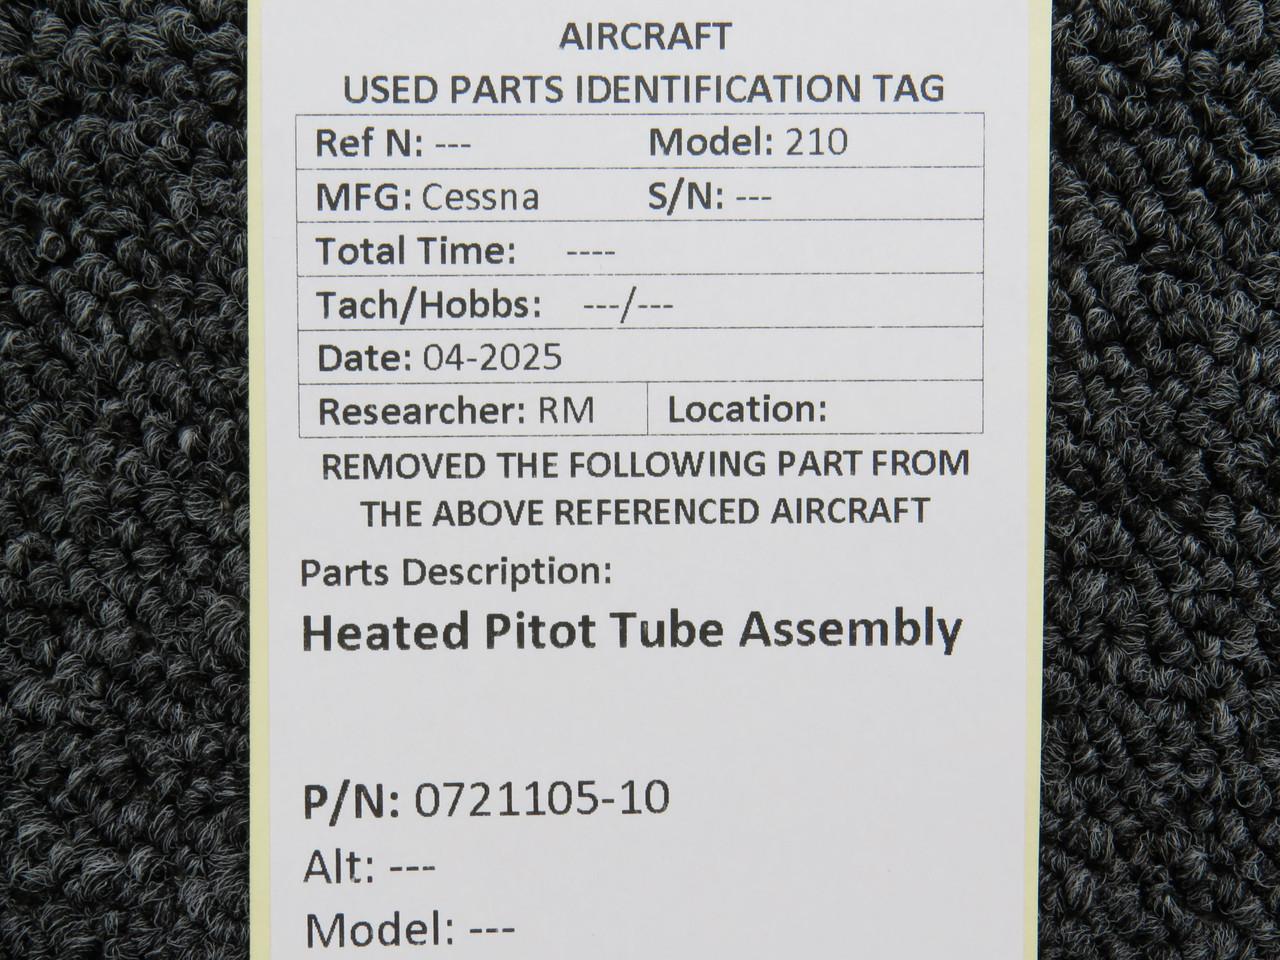 AIRCRAFT
USED PARTS IDENTIFICATION TAG
Ref N: --- Model: 210
MFG: Cessna S/N: ---
Total Time: ----
Tach/Hobbs: ---/---
Date: 04-2025
Researcher: RM Location:
REMOVED THE FOLLOWING PART FROM
THE ABOVE REFERENCED AIRCRAFT
Parts Description:
Heated Pitot Tube Assembly
P/N: 0721105-10
Alt: ---
Model: ---